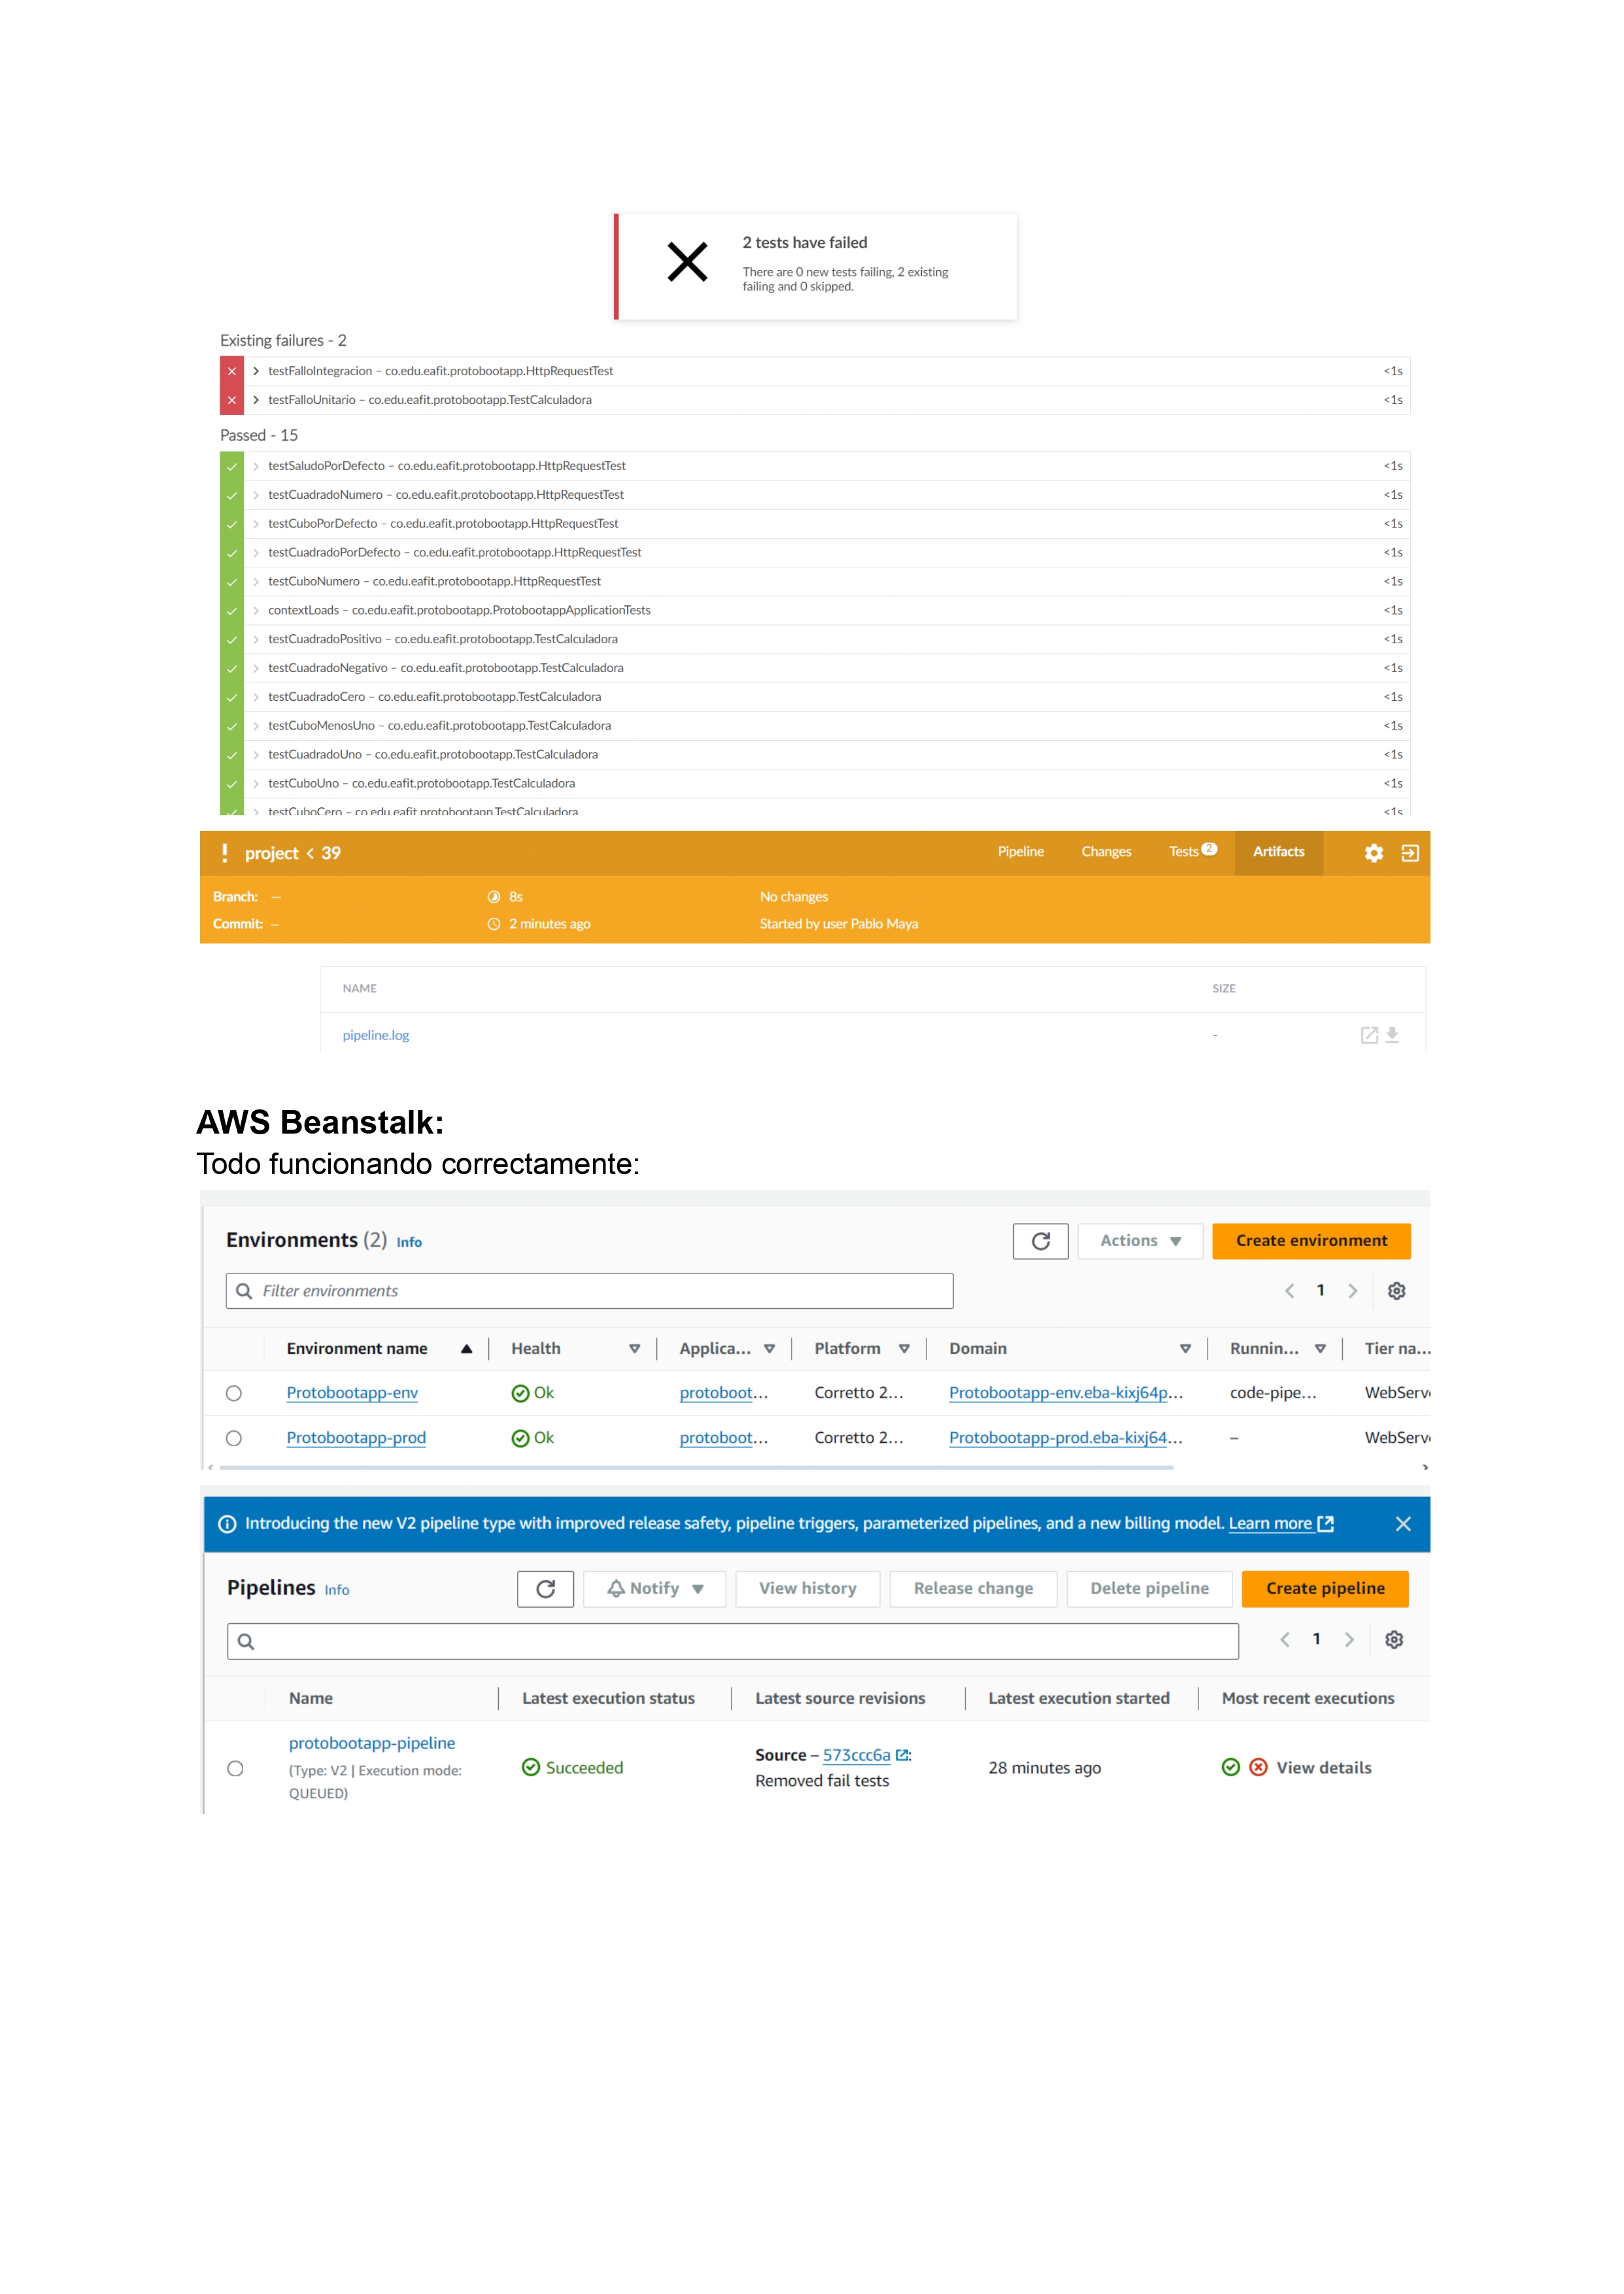 2 tests have failed
There are 0 new tests failing, 2 existing
failing and 0 skipped.
Existing failures - 2
testFalloIntegracion – co.edu.eafit.protobootapp.HttpRequestTest <1s
testFalloUnitario – co.edu.eafit.protobootapp.TestCalculadora <1s
Passed - 15
testSaludoPorDefecto – co.edu.eafit.protobootapp.HttpRequestTest <1s
testCuadradoNumero – co.edu.eafit.protobootapp.HttpRequestTest <1s
testCuboPorDefecto – co.edu.eafit.protobootapp.HttpRequestTest <1s
testCuadradoPorDefecto – co.edu.eafit.protobootapp.HttpRequestTest <1s
testCuboNumero – co.edu.eafit.protobootapp.HttpRequestTest <1s
contextLoads – co.edu.eafit.protobootapp.ProtobootappApplicationTests <1s
testCuadradoPositivo – co.edu.eafit.protobootapp.TestCalculadora <1s
testCuadradoNegativo – co.edu.eafit.protobootapp.TestCalculadora <1s
testCuadradoCero – co.edu.eafit.protobootapp.TestCalculadora <1s
testCuboMenosUno – co.edu.eafit.protobootapp.TestCalculadora <1s
testCuadradoUno – co.edu.eafit.protobootapp.TestCalculadora <1s
testCuboUno – co.edu.eafit.protobootapp.TestCalculadora <1s
testCuboCero – co.edu.eafit.protobootapp.TestCalculadora <1s
! project < 39 Pipeline Changes Tests 2 Artifacts
Branch: — 8s No changes
Commit: — 2 minutes ago Started by user Pablo Maya
NAME SIZE
pipeline.log -
AWS Beanstalk:
Todo funcionando correctamente:
Environments (2) Info Actions Create environment
Filter environments 1
Environment name Health Applica... Platform Domain Runnin... Tier na...
Protobootapp-env Ok protoboot... Corretto 2... Protobootapp-env.eba-kixj64p... code-pipe... WebServ
Protobootapp-prod Ok protoboot... Corretto 2... Protobootapp-prod.eba-kixj64... – WebServ
Introducing the new V2 pipeline type with improved release safety, pipeline triggers, parameterized pipelines, and a new billing model. Learn more
Pipelines Info Notify View history Release change Delete pipeline Create pipeline
1
Name Latest execution status Latest source revisions Latest execution started Most recent executions
protobootapp-pipeline
(Type: V2 | Execution mode:
QUEUED)
Succeeded
Source – 573ccc6a :
Removed fail tests
28 minutes ago
View details